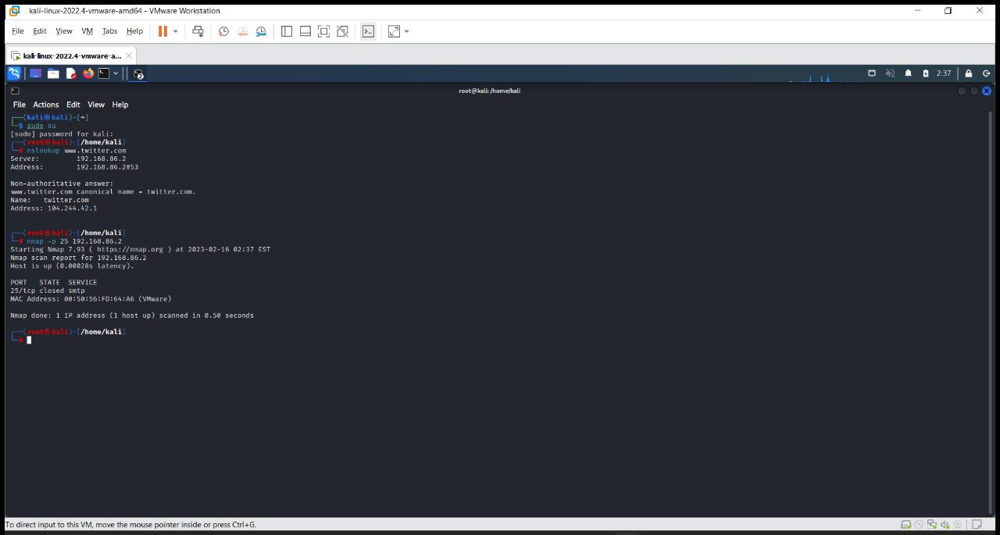 kali-linux-2022.4-vmware-amd64 - VMware Workstation
File Edit View VM Tabs Help
kali-linux-2022.4-vmware-a...
2
2:37
root@kali: /home/kali
File Actions Edit View Help
┌──(kali㉿kali)-[~]
└─$ sudo su
[sudo] password for kali:
┌──(root㉿kali)-[/home/kali]
└─# nslookup www.twitter.com
Server: 192.168.86.2
Address: 192.168.86.2#53
Non-authoritative answer:
www.twitter.com canonical name = twitter.com.
Name: twitter.com
Address: 104.244.42.1
┌──(root㉿kali)-[/home/kali]
└─# nmap -p 25 192.168.86.2
Starting Nmap 7.93 ( https://nmap.org ) at 2023-02-16 02:37 EST
Nmap scan report for 192.168.86.2
Host is up (0.00028s latency).
PORT STATE SERVICE
25/tcp closed smtp
MAC Address: 00:50:56:FD:64:A6 (VMware)
Nmap done: 1 IP address (1 host up) scanned in 0.50 seconds
┌──(root㉿kali)-[/home/kali]
└─#
To direct input to this VM, move the mouse pointer inside or press Ctrl+G.